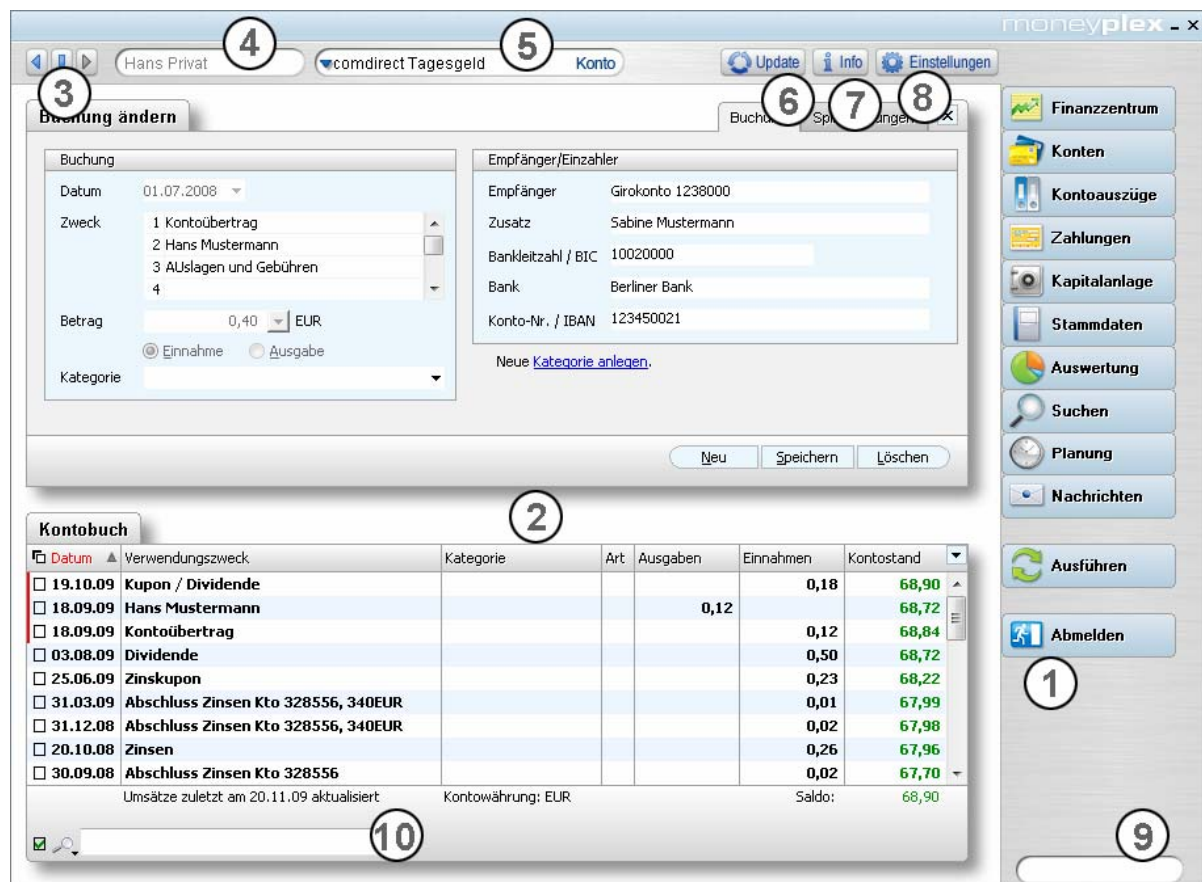 moneyplex
4
5
Hans Privat
comdirect Tagesgeld Konto
Update
Info
Einstellungen
3
6
7
8
Buchung ändern
Buchung
Datum 01.07.2008
Zweck 1 Kontoübertrag
2 Hans Mustermann
3 AUslagen und Gebühren
4
Betrag 0,40 EUR
Einnahme Ausgabe
Kategorie
Empfänger/Einzahler
Empfänger Girokonto 1238000
Zusatz Sabine Mustermann
Bankleitzahl / BIC 10020000
Bank Berliner Bank
Konto-Nr. / IBAN 123450021
Neue Kategorie anlegen.
Neu Speichern Löschen
2
Kontobuch
Datum Verwendungszweck Kategorie Art Ausgaben Einnahmen Kontostand
19.10.09 Kupon / Dividende 0,18 68,90
18.09.09 Hans Mustermann 0,12 68,72
18.09.09 Kontoübertrag 0,12 68,84
03.08.09 Dividende 0,50 68,72
25.06.09 Zinskupon 0,23 68,22
31.03.09 Abschluss Zinsen Kto 328556, 340EUR 0,01 67,99
31.12.08 Abschluss Zinsen Kto 328556, 340EUR 0,02 67,98
20.10.08 Zinsen 0,26 67,96
30.09.08 Abschluss Zinsen Kto 328556 0,02 67,70
Umsätze zuletzt am 20.11.09 aktualisiert Kontowährung: EUR Saldo: 68,90
10
Finanzzentrum
Konten
Kontoauszüge
Zahlungen
Kapitalanlage
Stammdaten
Auswertung
Suchen
Planung
Nachrichten
Ausführen
Abmelden
1
9